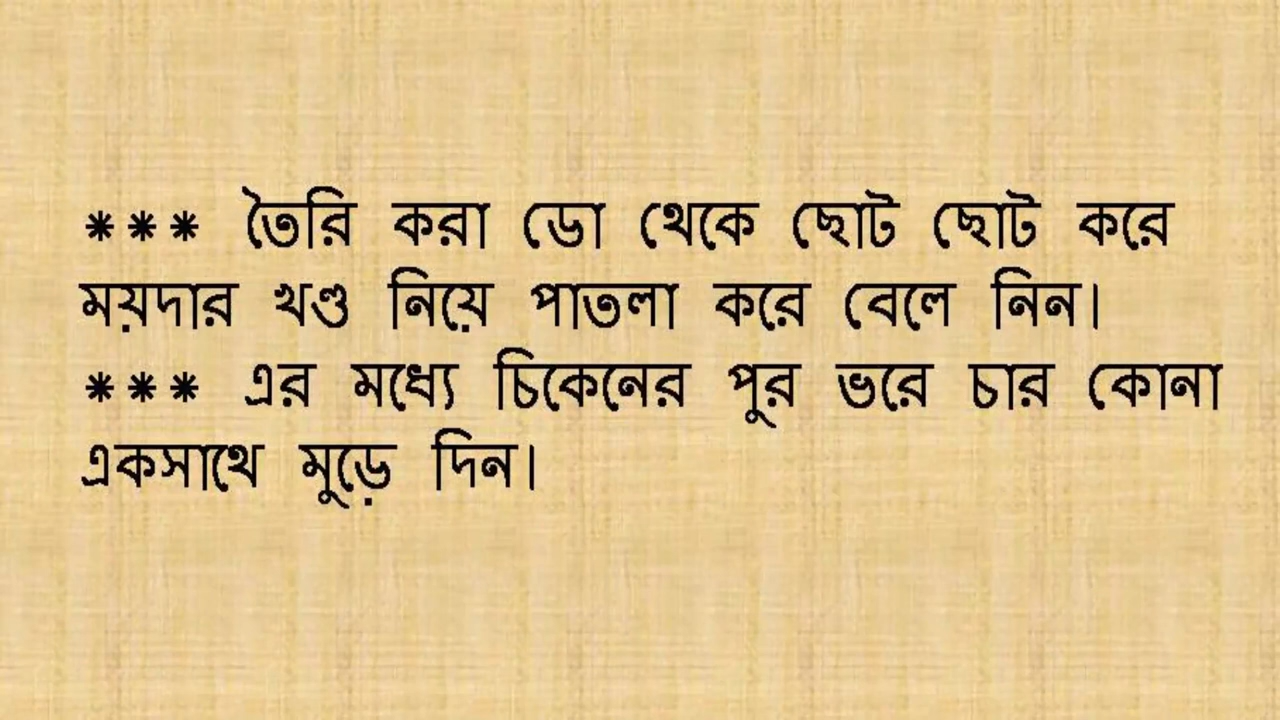 *** তৈরি করা ডো থেকে ছোট ছোট করে
ময়দার খণ্ড নিয়ে পাতলা করে বেলে নিন।
*** এর মধ্যে চিকেনের পুর ভরে চার কোনা
একসাথে মুড়ে দিন।